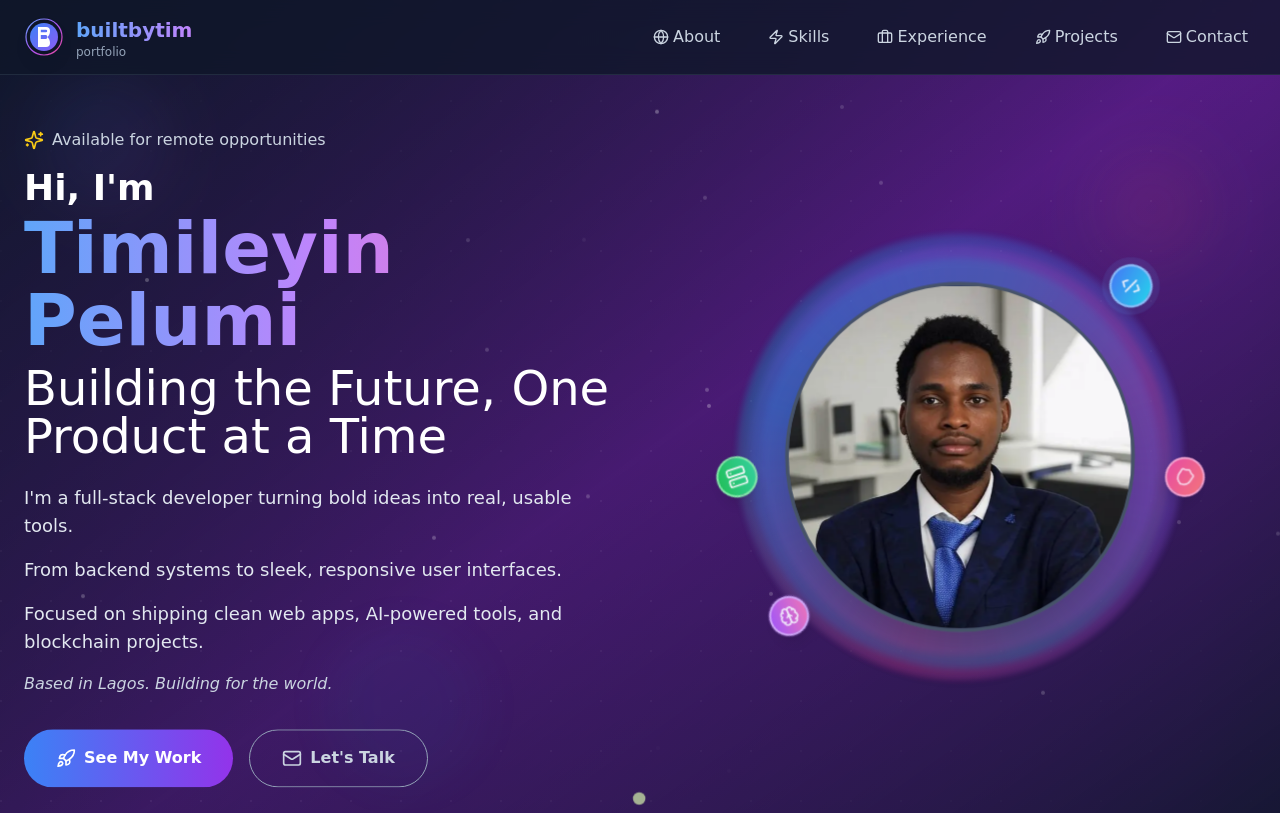 builtbytim
portfolio
About
Skills
Experience
Projects
Contact
Available for remote opportunities
Hi, I'm
Timileyin
Pelumi
Building the Future, One
Product at a Time
I'm a full-stack developer turning bold ideas into real, usable
tools.
From backend systems to sleek, responsive user interfaces.
Focused on shipping clean web apps, AI-powered tools, and
blockchain projects.
Based in Lagos. Building for the world.
See My Work
Let's Talk